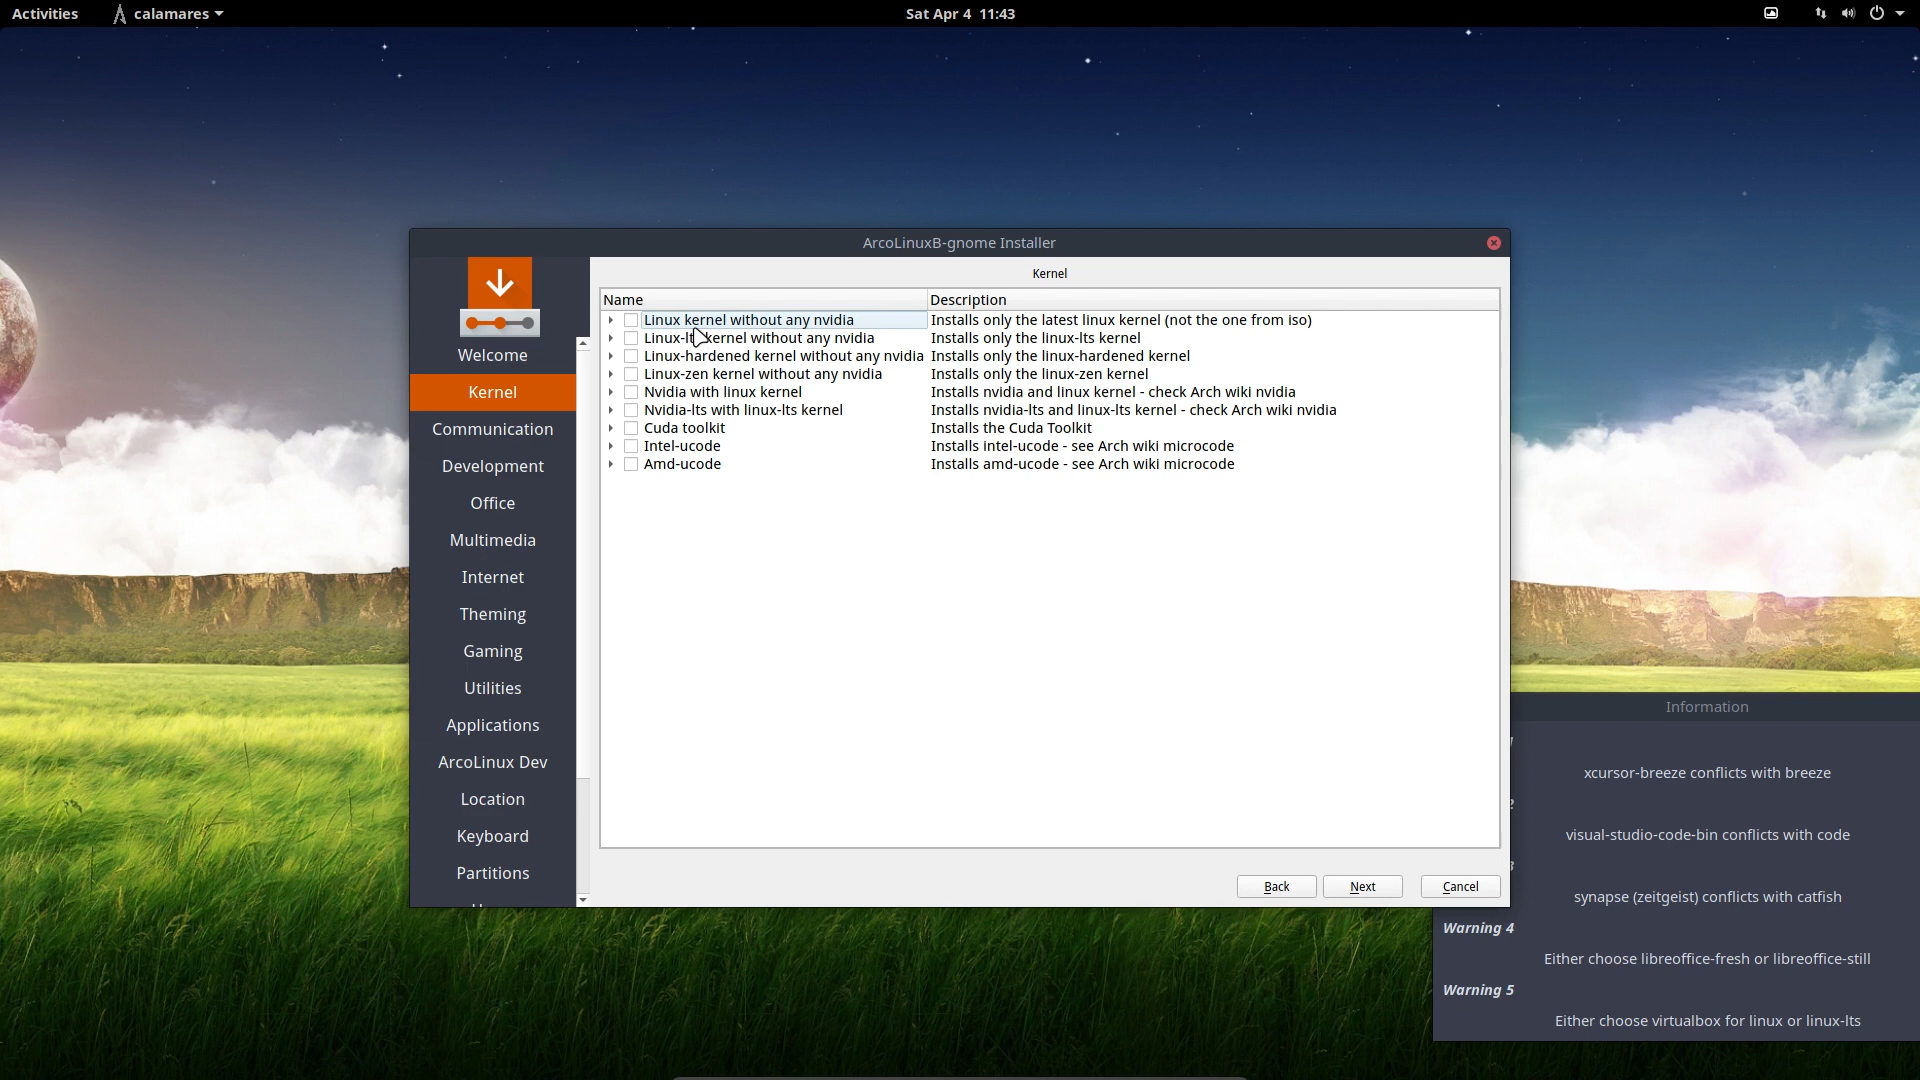 Activities calamares Sat Apr 4 11:43
ArcoLinuxB-gnome Installer
Welcome
Kernel
Communication
Development
Office
Multimedia
Internet
Theming
Gaming
Utilities
Applications
ArcoLinux Dev
Location
Keyboard
Partitions
Kernel
Name Description
Linux kernel without any nvidia Installs only the latest linux kernel (not the one from iso)
kernel without any nvidia Installs only the linux-lts kernel
Linux-hardened kernel without any nvidia Installs only the linux-hardened kernel
Linux-zen kernel without any nvidia Installs only the linux-zen kernel
Nvidia with linux kernel Installs nvidia and linux kernel - check Arch wiki nvidia
Nvidia-lts with linux-lts kernel Installs nvidia-lts and linux-lts kernel - check Arch wiki nvidia
Cuda toolkit Installs the Cuda Toolkit
Intel-ucode Installs intel-ucode - see Arch wiki microcode
Amd-ucode Installs amd-ucode - see Arch wiki microcode
Back Next Cancel
Information
xcursor-breeze conflicts with breeze
visual-studio-code-bin conflicts with code
synapse (zeitgeist) conflicts with catfish
Warning 4
Either choose libreoffice-fresh or libreoffice-still
Warning 5
Either choose virtualbox for linux or linux-lts